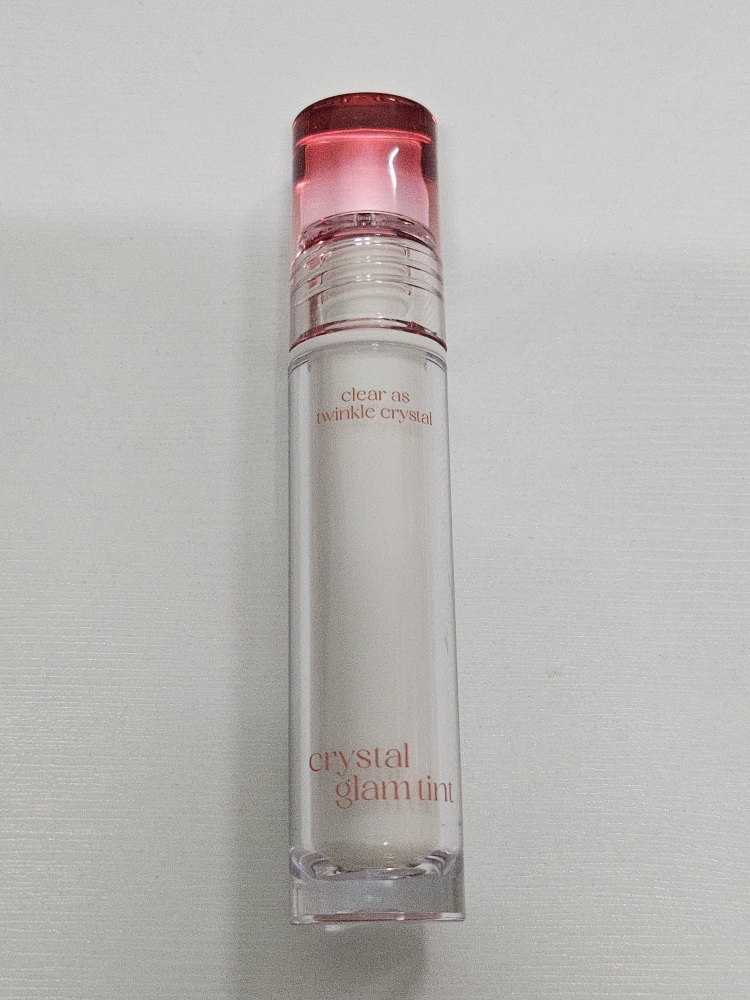 clear as
twinkle crystal
crystal
glam tint